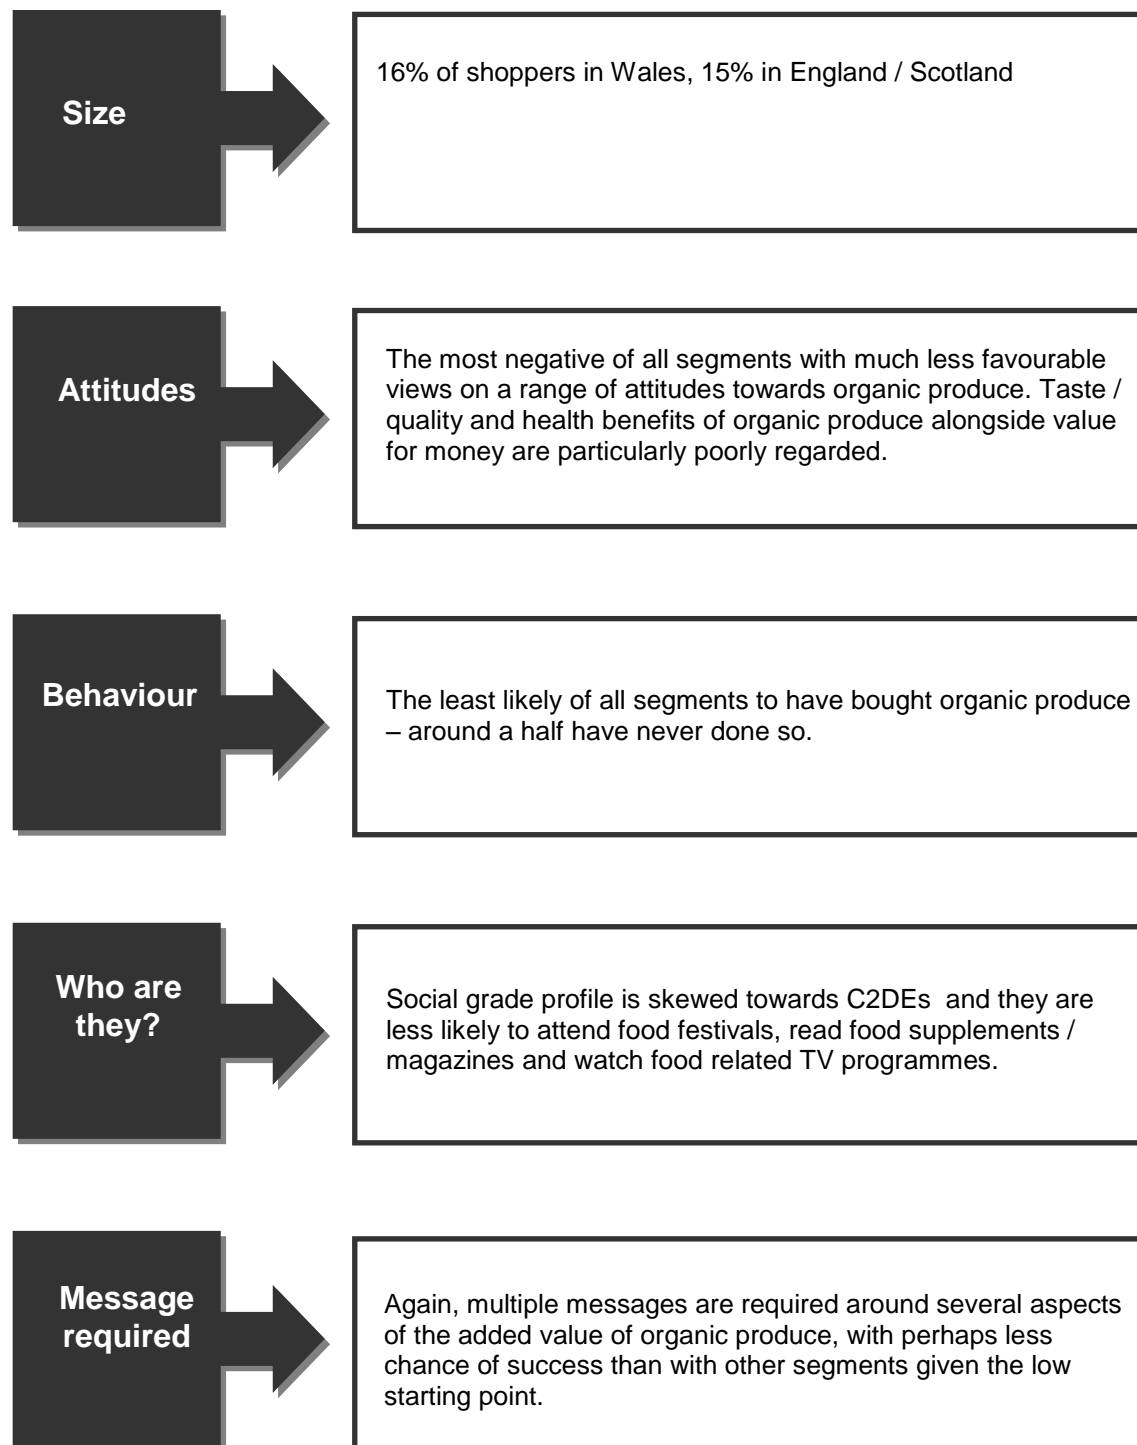 Size
16% of shoppers in Wales, 15% in England / Scotland
Attitudes
The most negative of all segments with much less favourable
views on a range of attitudes towards organic produce. Taste /
quality and health benefits of organic produce alongside value
for money are particularly poorly regarded.
Behaviour
The least likely of all segments to have bought organic produce
– around a half have never done so.
Who are
they?
Social grade profile is skewed towards C2DEs  and they are
less likely to attend food festivals, read food supplements /
magazines and watch food related TV programmes.
Message
required
Again, multiple messages are required around several aspects
of the added value of organic produce, with perhaps less
chance of success than with other segments given the low
starting point.